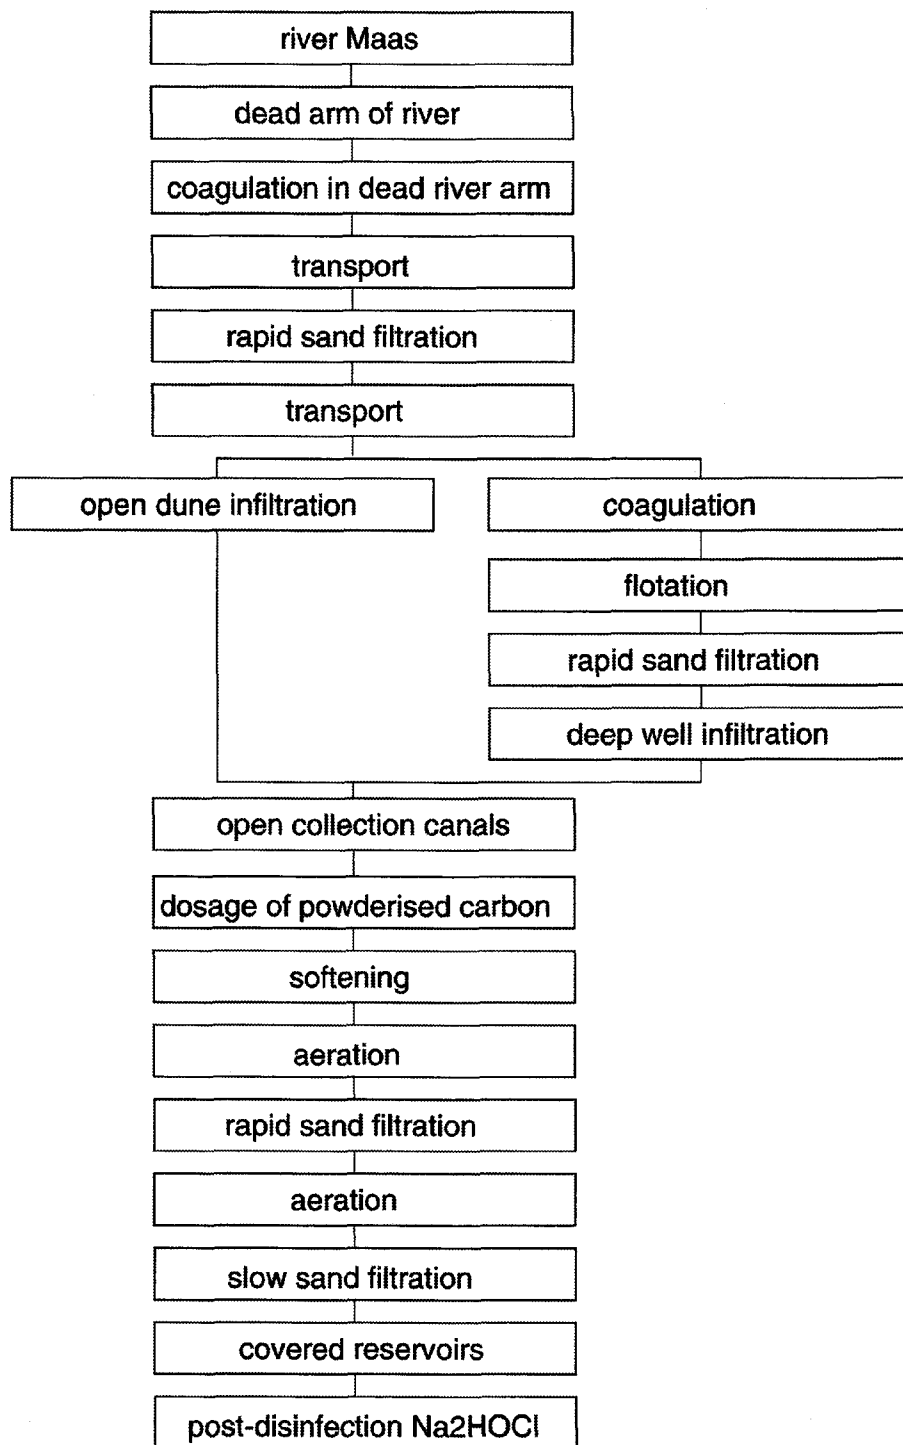 river Maas
dead arm of river
coagulation in dead river arm
transport
rapid sand filtration
transport
open dune infiltration
coagulation
flotation
rapid sand filtration
deep well infiltration
open collection canals
dosage of powderised carbon
softening
aeration
rapid sand filtration
aeration
slow sand filtration
covered reservoirs
post-disinfection Na2HOCl